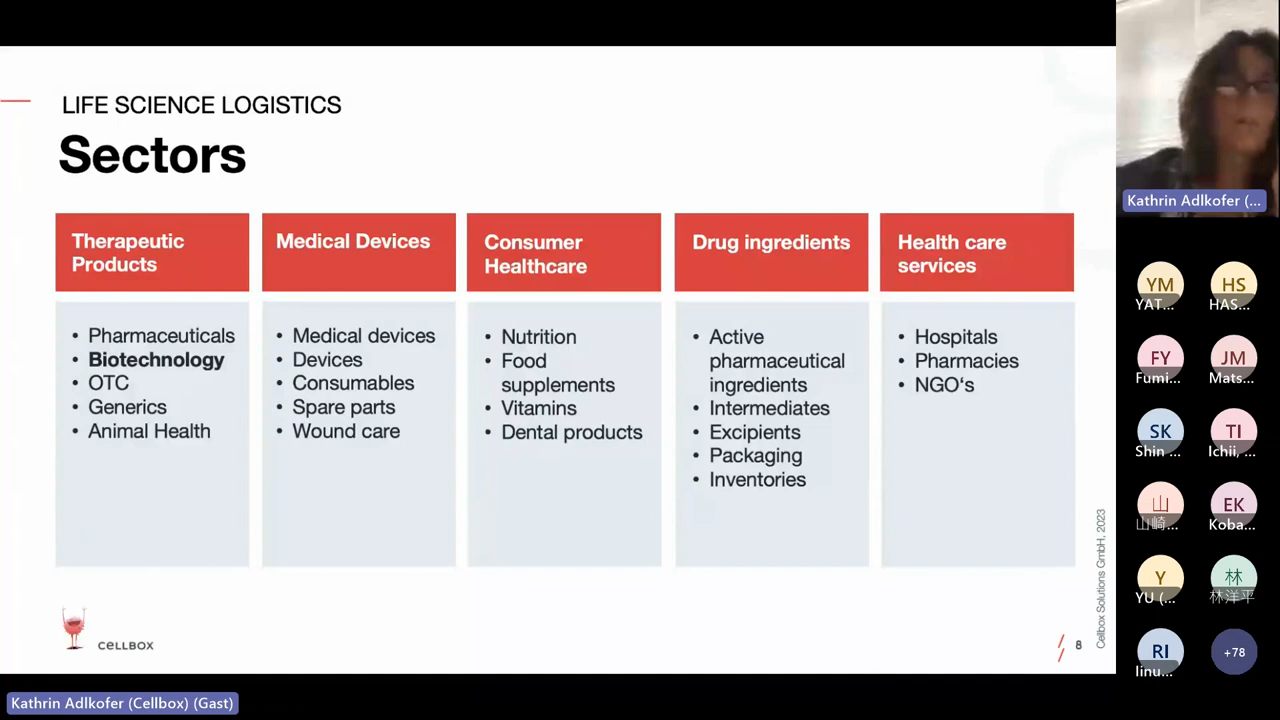 LIFE SCIENCE LOGISTICS
Sectors
Therapeutic
Products
• Pharmaceuticals
• Biotechnology
• OTC
• Generics
• Animal Health
Medical Devices
• Medical devices
• Devices
• Consumables
• Spare parts
• Wound care
Consumer
Healthcare
• Nutrition
• Food
supplements
• Vitamins
• Dental products
Drug ingredients
• Active
pharmaceutical
ingredients
• Intermediates
• Excipients
• Packaging
• Inventories
Health care
services
• Hospitals
• Pharmacies
• NGO‘s
CELLBOX
8
Cellbox Solutions GmbH, 2023
Kathrin Adlkofer (Cellbox) (Gast)
Kathrin Adlkofer (...
YM
YAT...
HS
HAS...
FY
Fumi...
JM
Mats...
SK
Shin ...
TI
Ichii, ...
山
山崎...
EK
Koba...
Y
YU (...
林
林洋平
RI
Iinu...
+78